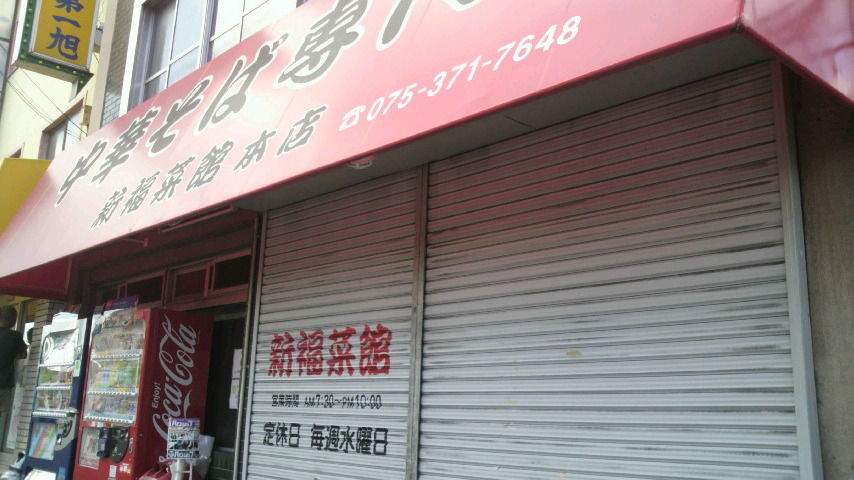 第一旭
中華そば専
新福菜館 本店
☎075-371-7648
Enjoy!
Coca-Cola
新福菜館
営業時間 AM7:30～PM10:00
定休日 毎週水曜日